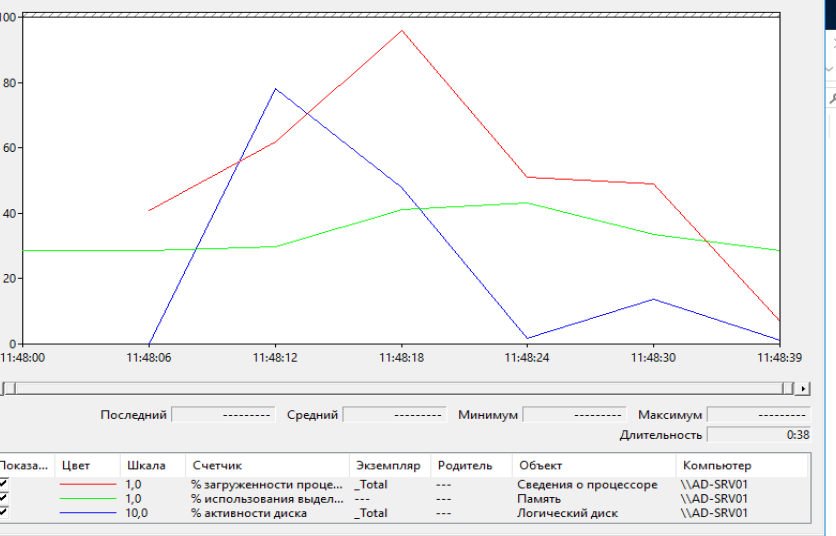 100
80
60
40
20
0
11:48:00 11:48:06 11:48:12 11:48:18 11:48:24 11:48:30 11:48:39
Последний --------- Средний --------- Минимум --------- Максимум ---------
Длительность 0:38
Показа... Цвет Шкала Счетчик Экземпляр Родитель Объект Компьютер
1,0 % загруженности проце... _Total --- Сведения о процессоре \\AD-SRV01
1,0 % использования выдел... --- --- Память \\AD-SRV01
10,0 % активности диска _Total --- Логический диск \\AD-SRV01